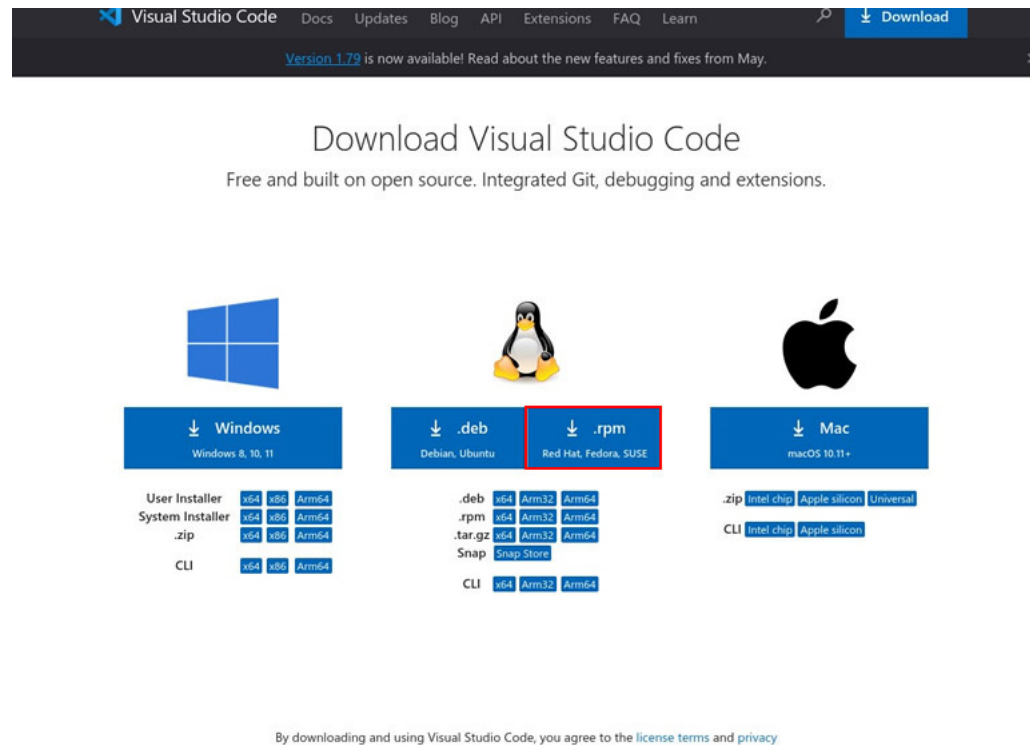 Visual Studio Code Docs Updates Blog API Extensions FAQ Learn Download
Version 1.79 is now available! Read about the new features and fixes from May.
Download Visual Studio Code
Free and built on open source. Integrated Git, debugging and extensions.
Windows
Windows 8, 10, 11
User Installer x64 x86 Arm64
System Installer x64 x86 Arm64
.zip x64 x86 Arm64
CLI x64 x86 Arm64
.deb
Debian, Ubuntu
.rpm
Red Hat, Fedora, SUSE
.deb x64 Arm32 Arm64
.rpm x64 Arm32 Arm64
.tar.gz x64 Arm32 Arm64
Snap Snap Store
CLI x64 Arm32 Arm64
Mac
macOS 10.11+
.zip Intel chip Apple silicon Universal
CLI Intel chip Apple silicon
By downloading and using Visual Studio Code, you agree to the license terms and privacy